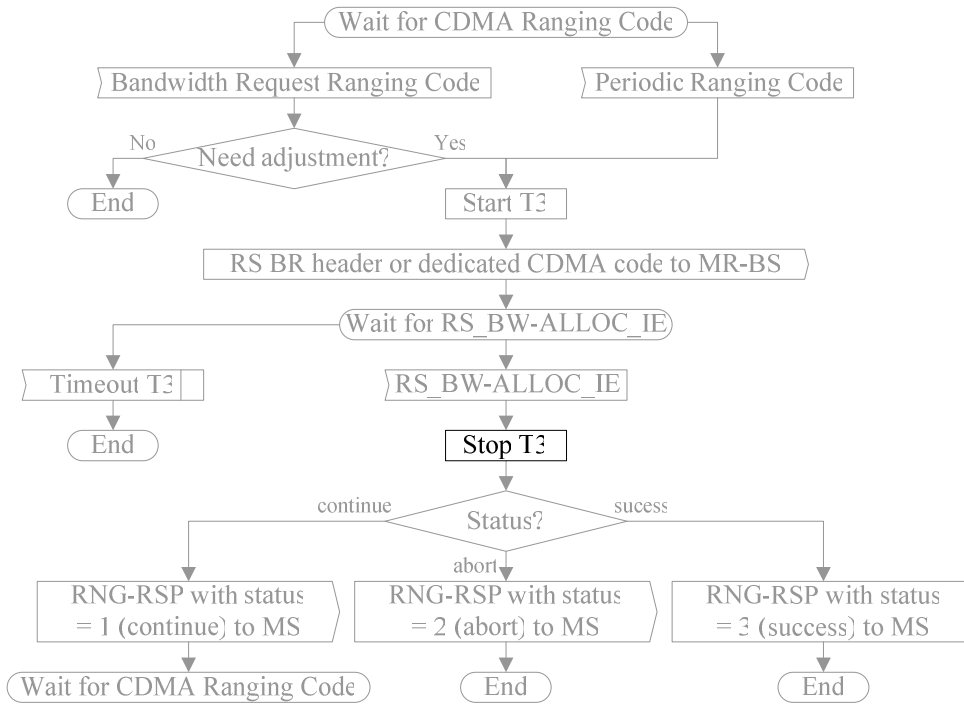 Wait for CDMA Ranging Code
Bandwidth Request Ranging Code
Periodic Ranging Code
No
Need adjustment?
Yes
End
Start T3
RS BR header or dedicated CDMA code to MR-BS
Wait for RS_BW-ALLOC_IE
Timeout T3
RS_BW-ALLOC_IE
End
Stop T3
continue
Status?
sucess
abort
RNG-RSP with status
= 1 (continue) to MS
RNG-RSP with status
= 2 (abort) to MS
RNG-RSP with status
= 3 (success) to MS
Wait for CDMA Ranging Code
End
End